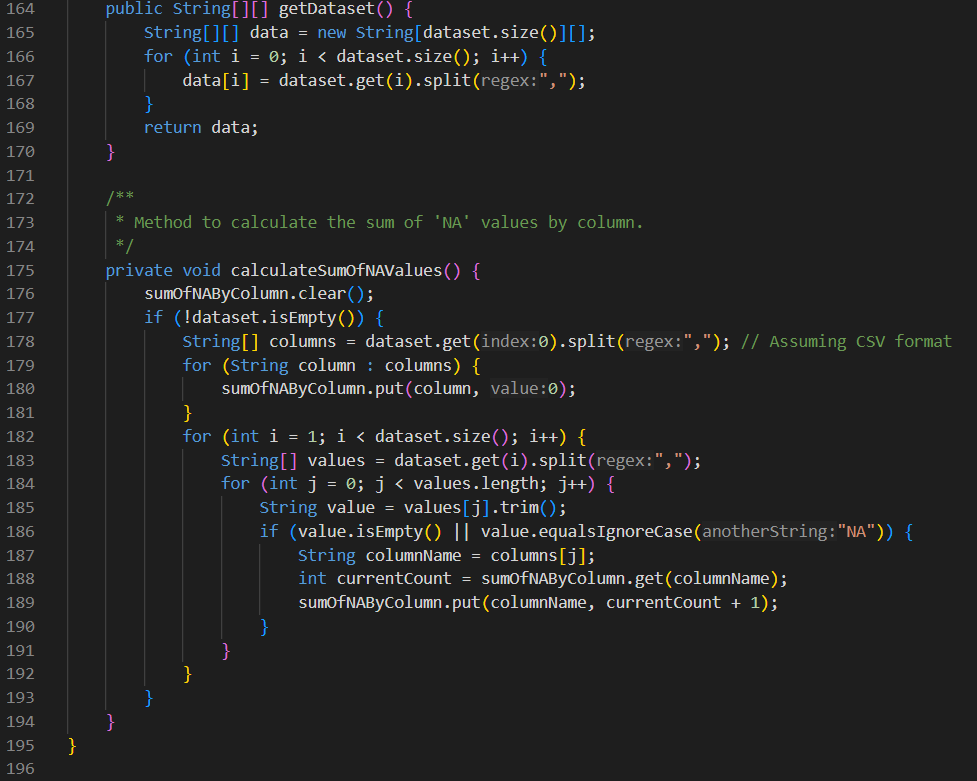 164 public String[][] getDataset() {
165 String[][] data = new String[dataset.size()][];
166 for (int i = 0; i < dataset.size(); i++) {
167 data[i] = dataset.get(i).split(regex:",");
168 }
169 return data;
170 }
171
172 /**
173 * Method to calculate the sum of 'NA' values by column.
174 */
175 private void calculateSumOfNAValues() {
176 sumOfNAByColumn.clear();
177 if (!dataset.isEmpty()) {
178 String[] columns = dataset.get(index:0).split(regex:","); // Assuming CSV format
179 for (String column : columns) {
180 sumOfNAByColumn.put(column, value:0);
181 }
182 for (int i = 1; i < dataset.size(); i++) {
183 String[] values = dataset.get(i).split(regex:",");
184 for (int j = 0; j < values.length; j++) {
185 String value = values[j].trim();
186 if (value.isEmpty() || value.equalsIgnoreCase(anotherString:"NA")) {
187 String columnName = columns[j];
188 int currentCount = sumOfNAByColumn.get(columnName);
189 sumOfNAByColumn.put(columnName, currentCount + 1);
190 }
191 }
192 }
193 }
194 }
195 }
196